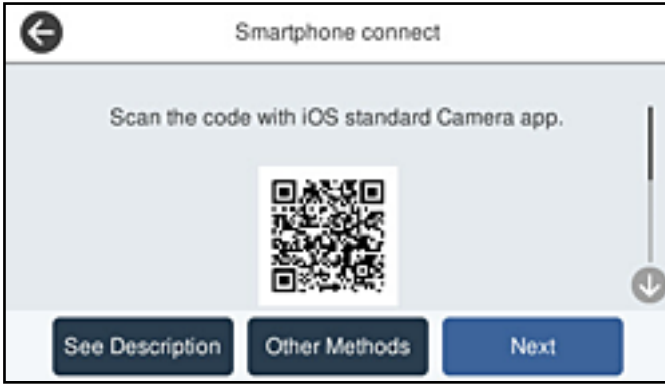 Smartphone connect
Scan the code with iOS standard Camera app.
See Description
Other Methods
Next